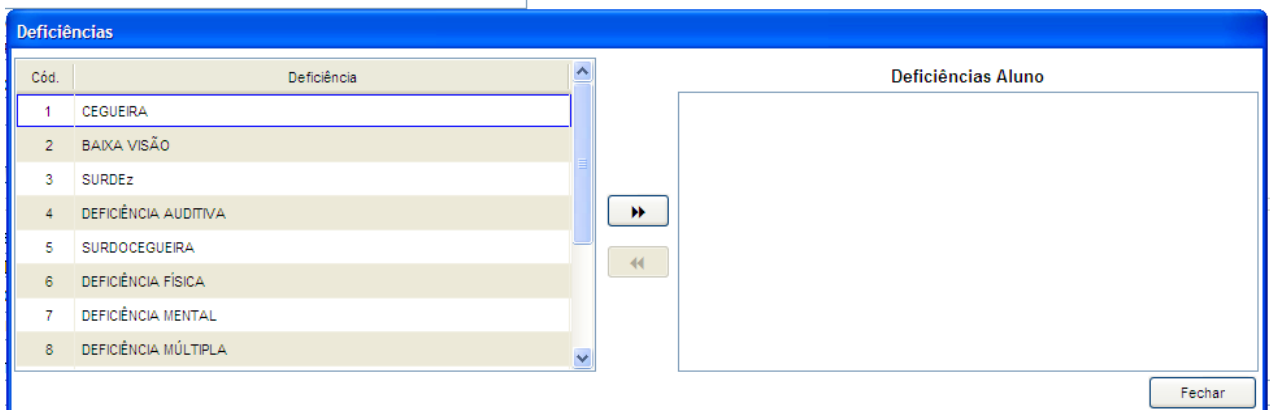 Deficiências
Cód. Deficiência
1 CEGUEIRA
2 BAIXA VISÃO
3 SURDEz
4 DEFICIÊNCIA AUDITIVA
5 SURDOCEGUEIRA
6 DEFICIÊNCIA FÍSICA
7 DEFICIÊNCIA MENTAL
8 DEFICIÊNCIA MÚLTIPLA
Deficiências Aluno
Fechar